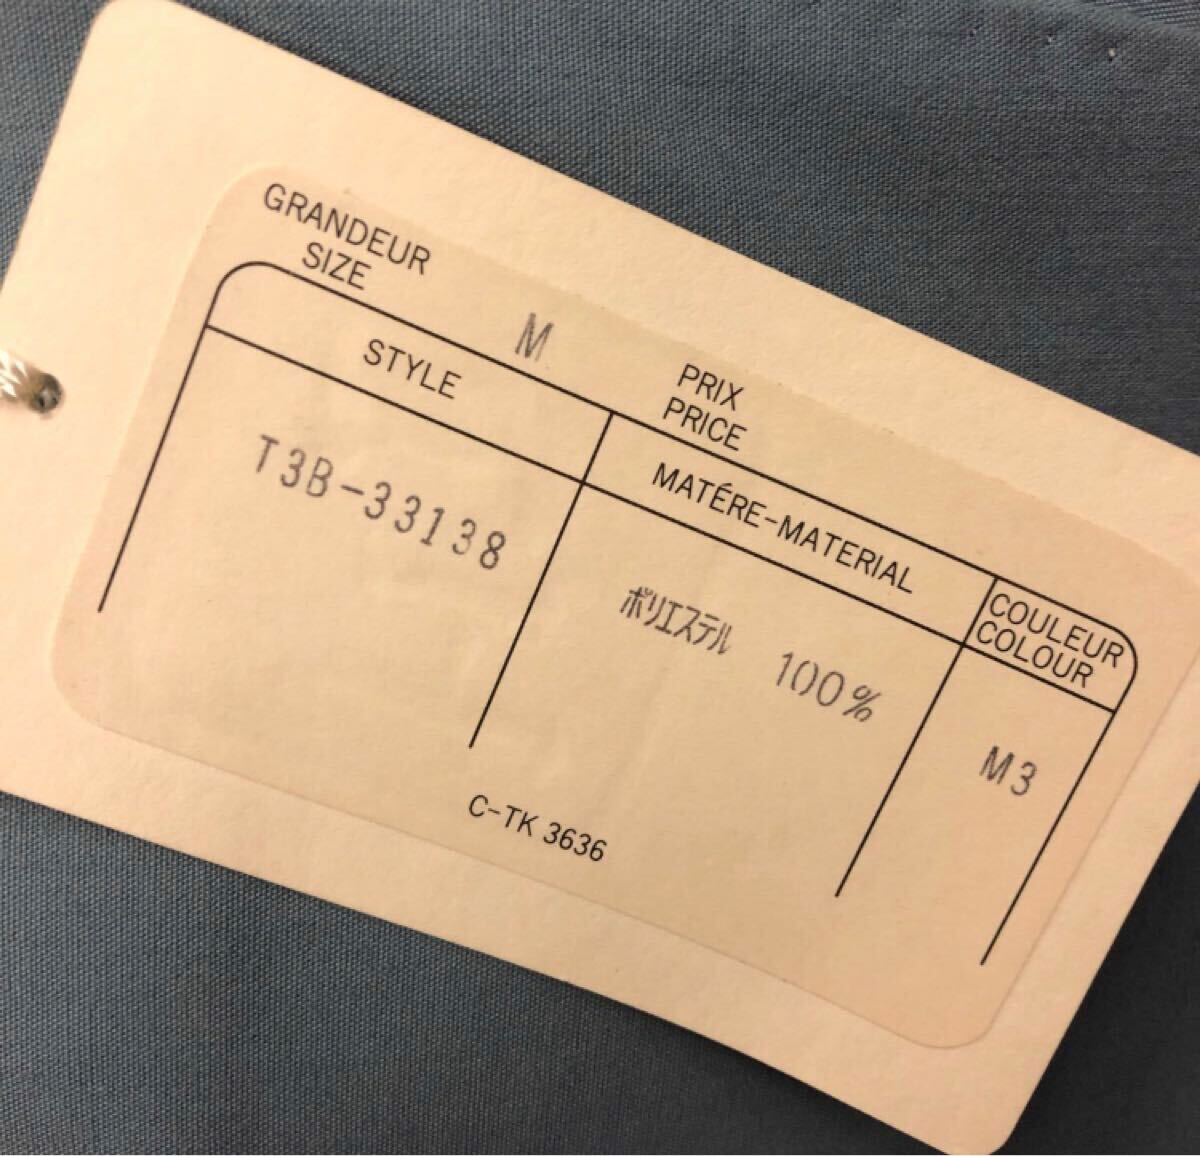 GRANDEUR
SIZE
M
PRIX
PRICE
STYLE
MATÉRE-MATERIAL
COULEUR
COLOUR
T3B-33138
ポリエステル 100%
M3
C-TK 3636